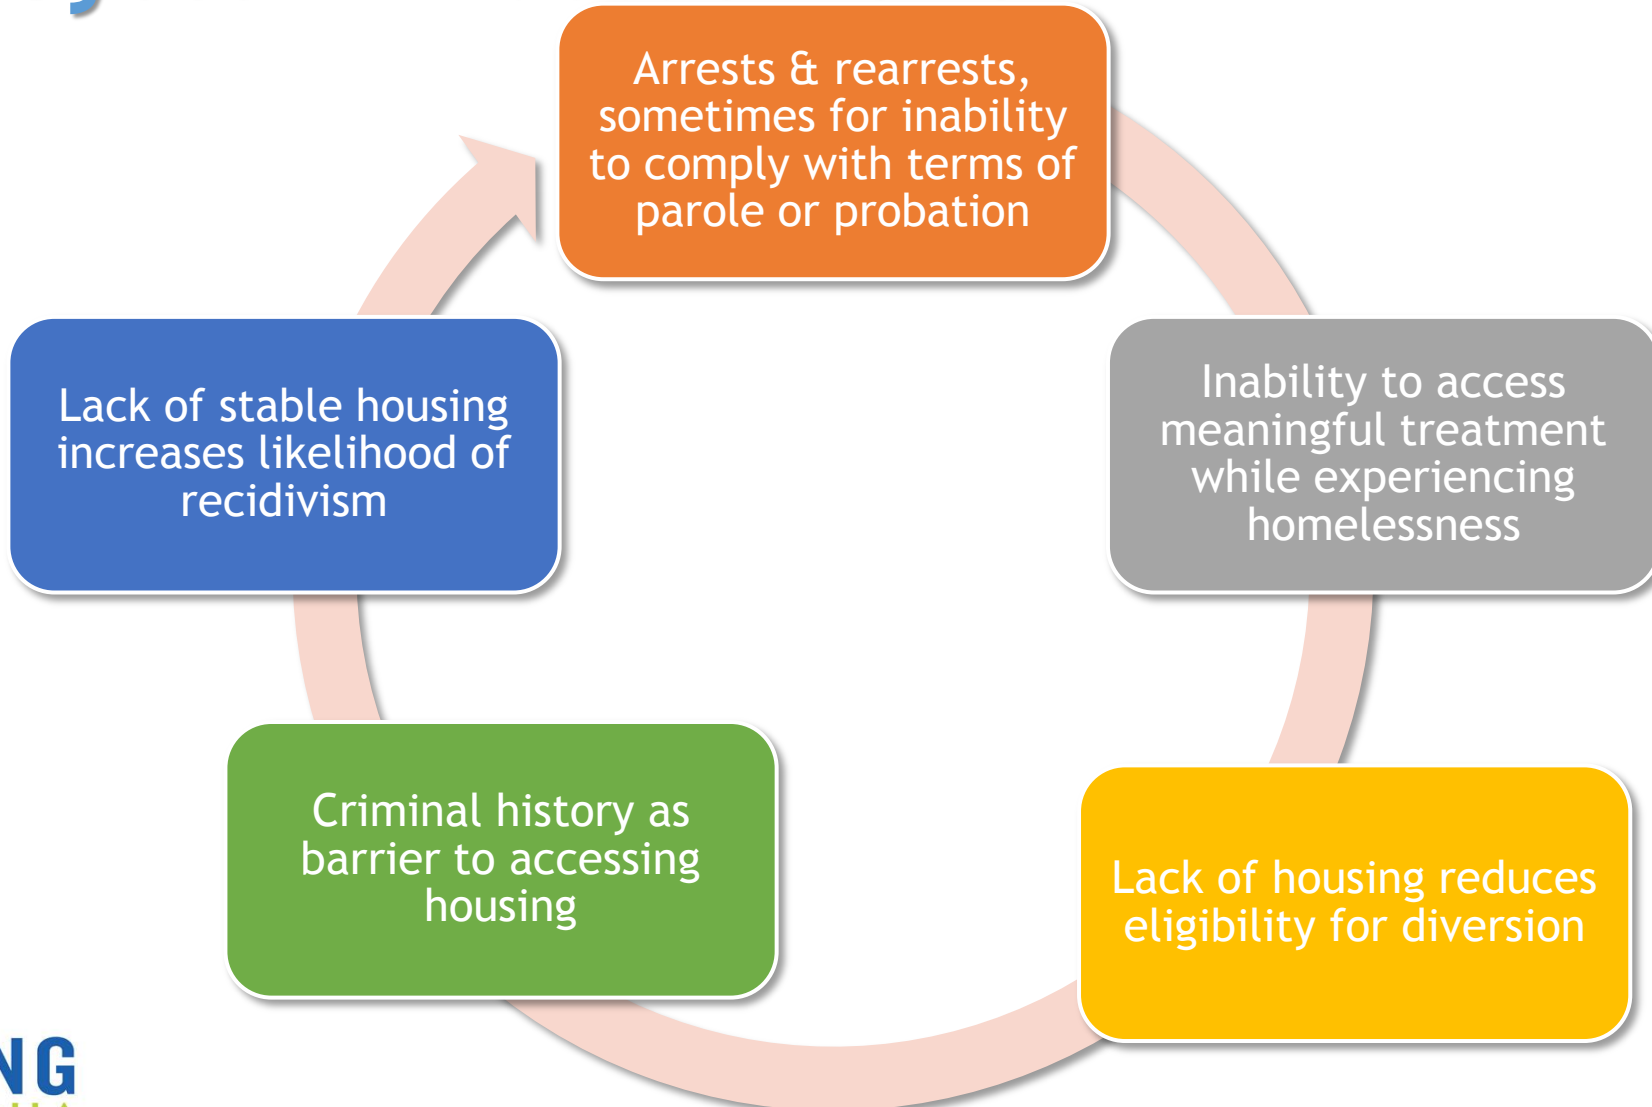 Arrests & rearrests,
sometimes for inability
to comply with terms of
parole or probation
Lack of stable housing
increases likelihood of
recidivism
Inability to access
meaningful treatment
while experiencing
homelessness
Criminal history as
barrier to accessing
housing
Lack of housing reduces
eligibility for diversion
NG